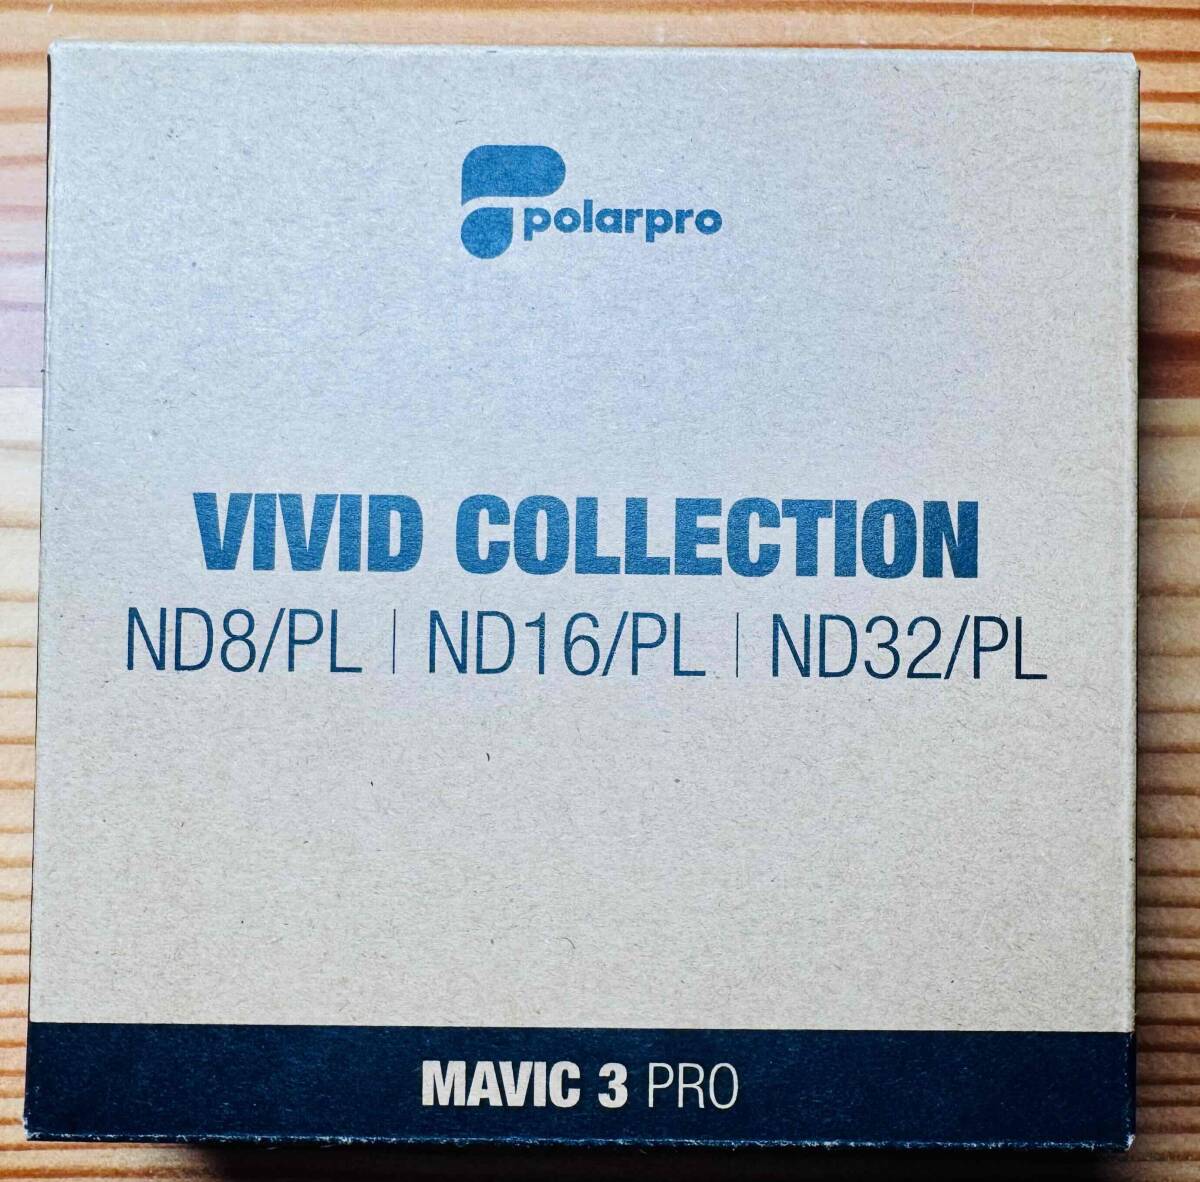 polarpro
VIVID COLLECTION
ND8/PL | ND16/PL | ND32/PL
MAVIC 3 PRO